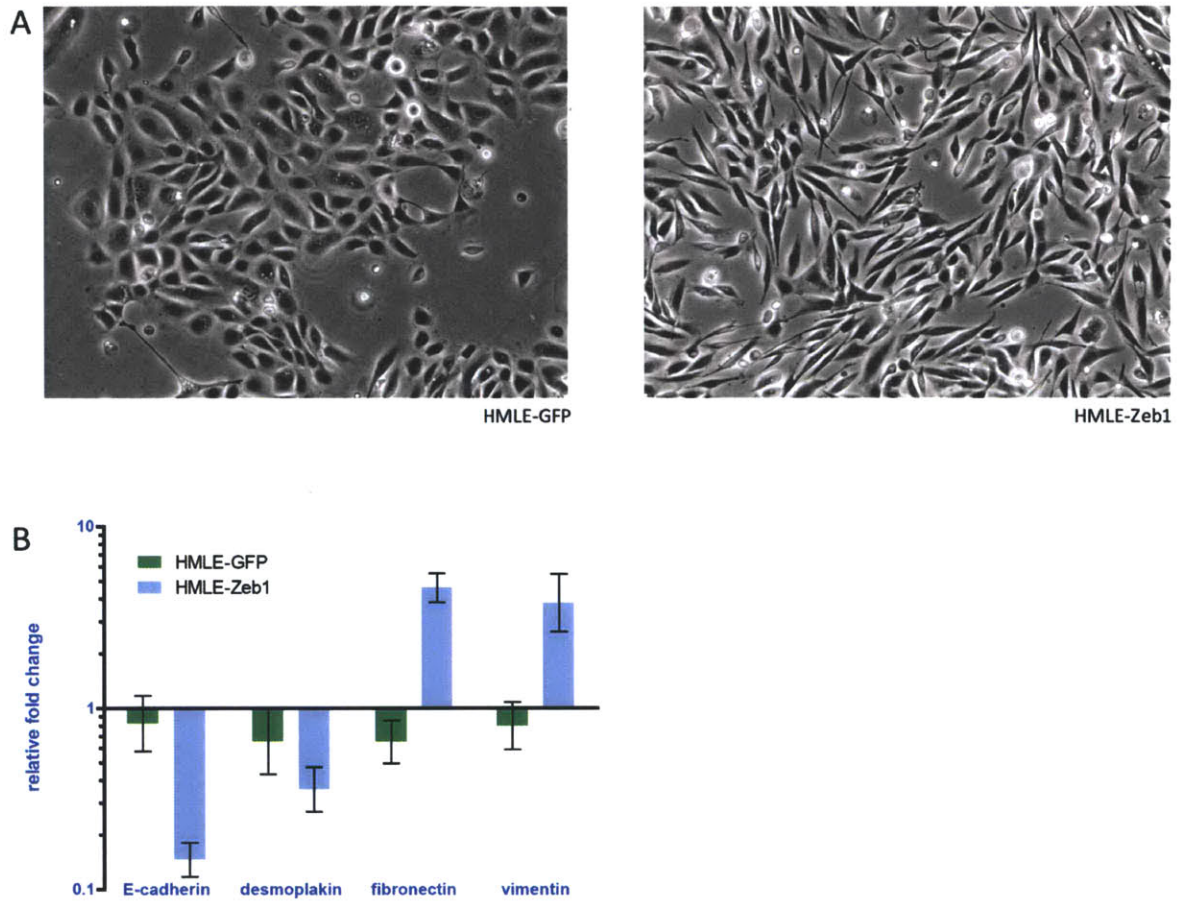 A
HMLE-GFP
HMLE-Zeb1
B
10
HMLE-GFP
HMLE-Zeb1
relative fold change
1
0.1
E-cadherin desmoplakin fibronectin vimentin